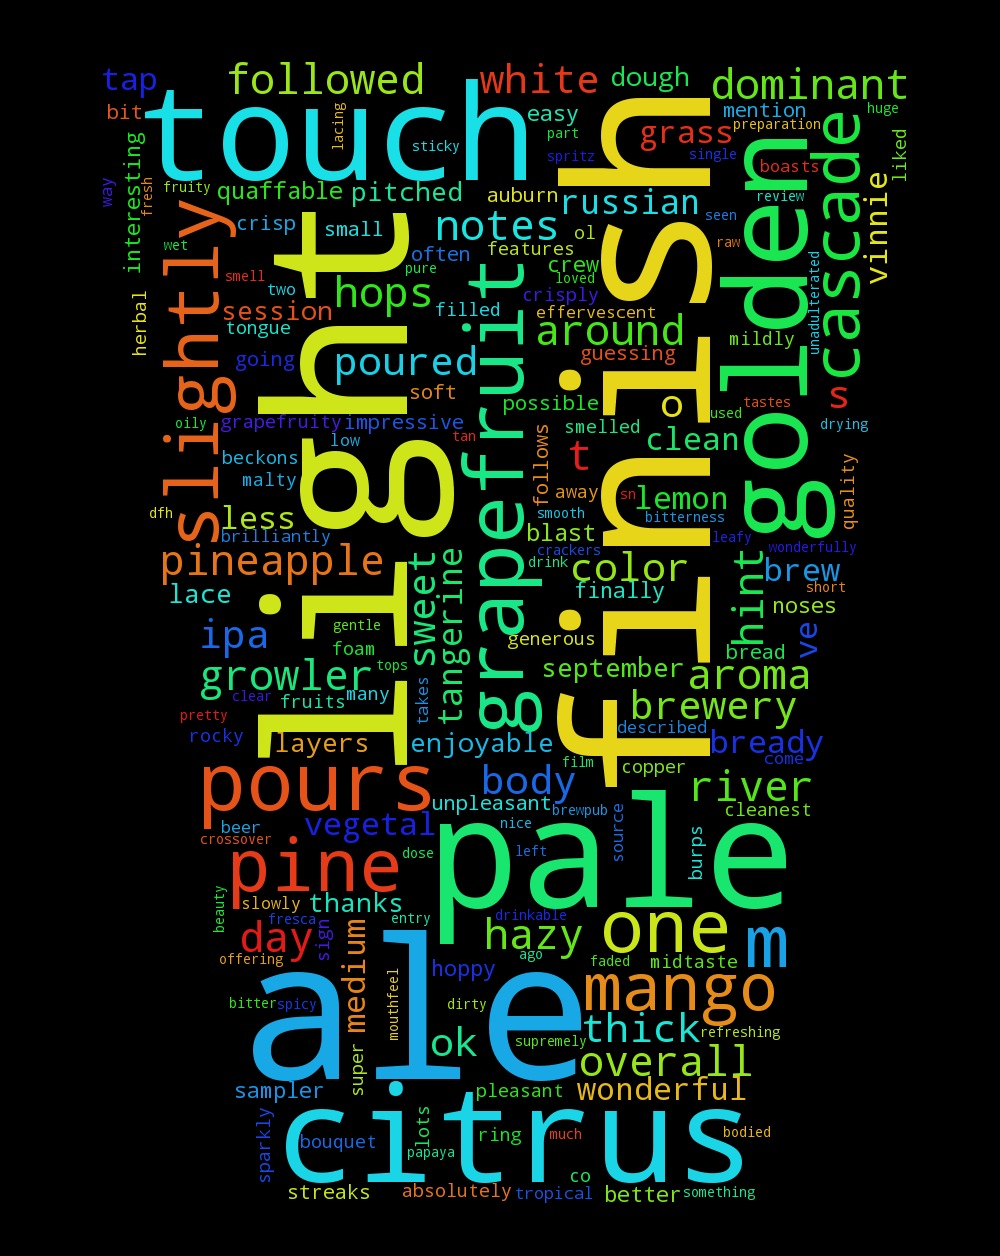 tap
followed
white
dough
dominant
bit
touch
lacing
sticky
easy
part
spritz
finish
grass
mention
preparation
single
boasts
huge
liked
interesting
way
fresh
fruity
quaffable
pitched
auburn
russian
review
golden
cascade
vinnie
wet
slightly
crisp
small
notes
features
ol
seen
raw
smell
two
light
often
pure
crew
loved
unadulterated
herbal
session
tongue
hops
filled
crisply
effervescent
around
mildly
going
poured
grapefruit
guessing
soft
possible
o
used
tastes
s
drying
oily
grapefruity
impressive
low
tan
smelled
clean
beckons
malty
follows
t
away
sn
lemon
quality
dfh
less
smooth
bitterness
brilliantly
blast
leafy
wonderfully
pineapple
sweet
tangerine
crackers
drink
color
hint
brew
short
lace
finally
noses
ipa
gentle
foam
generous
bread
ve
growler
tops
september
aroma
clear
fruits
many
takes
brewery
pretty
rocky
layers
enjoyable
described
bready
come
pours
film
copper
body
river
unpleasant
brewpub
cleanest
beer
vegetal
nice
source
crossover
pine
dose
left
pale
burps
beauty
slowly
thanks
entry
drinkable
one
fresca
sign
day
medium
hazy
m
offering
ago
faded
midtaste
hoppy
mouthfeel
mango
bitter
spicy
dirty
ale
ok
supremely
thick
refreshing
super
overall
sampler
pleasant
wonderful
sparkly
bouquet
lots
citrus
ring
much
bodied
papaya
co
streaks
absolutely
tropical
better
something